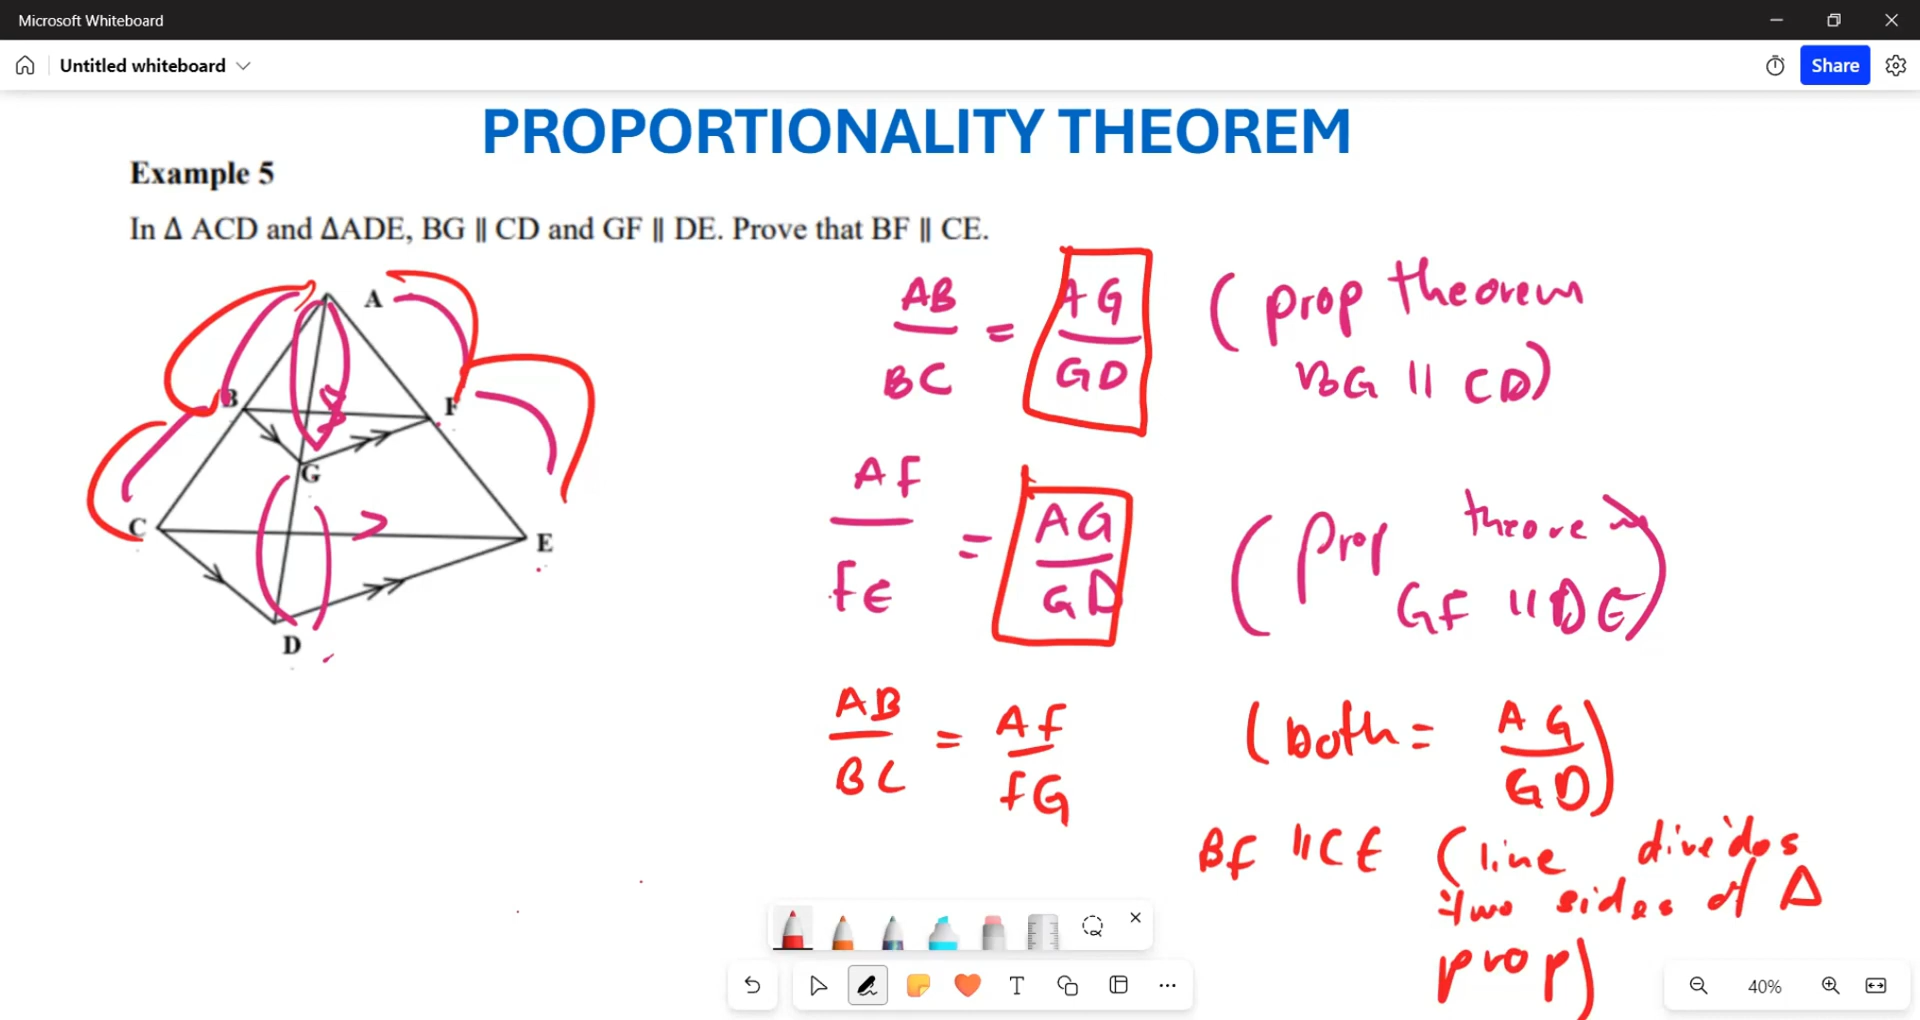 Microsoft Whiteboard
Untitled whiteboard
Share
PROPORTIONALITY THEOREM
Example 5
In Δ ACD and ΔADE, BG ∥ CD and GF ∥ DE. Prove that BF ∥ CE.
A
B
F
G
C
E
D
AB/BC = AG/GD (prop theorem
BG || CD)
AF/FE = AG/GD (prop theorem
GF || DE)
AB/BC = AF/FG (both = AG/GD)
BF || CE (line divides
two sides of Δ
prop)
40%